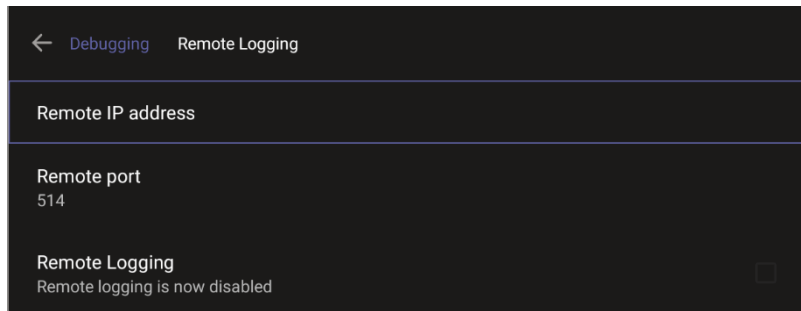 Debugging Remote Logging
Remote IP address
Remote port
514
Remote Logging
Remote logging is now disabled